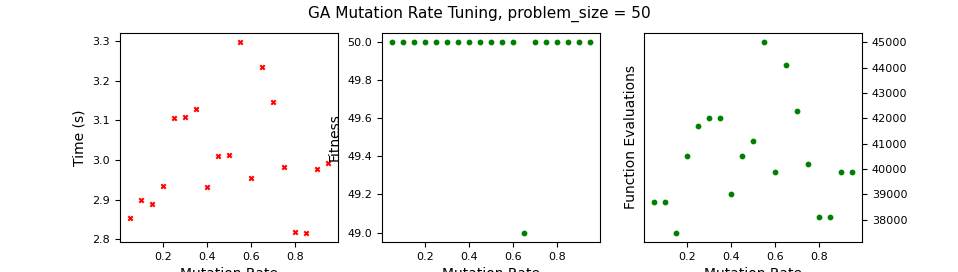 GA Mutation Rate Tuning, problem_size = 50
Time (s)
3.3
3.2
3.1
3.0
2.9
2.8
0.2 0.4 0.6 0.8
Mutation Rate
Fitness
50.0
49.8
49.6
49.4
49.2
49.0
0.2 0.4 0.6 0.8
Mutation Rate
Function Evaluations
45000
44000
43000
42000
41000
40000
39000
38000
0.2 0.4 0.6 0.8
Mutation Rate